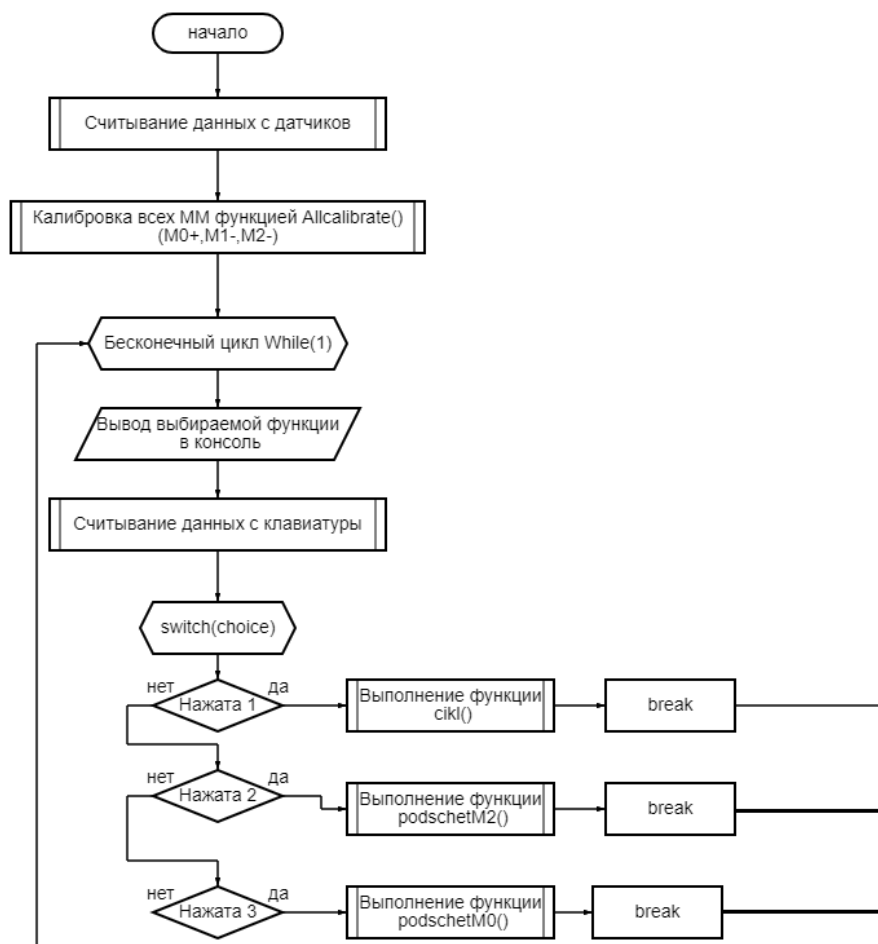 начало
Считывание данных с датчиков
Калибровка всех ММ функцией Allcalibrate()
(M0+,M1-,M2-)
Бесконечный цикл While(1)
Вывод выбираемой функции
в консоль
Считывание данных с клавиатуры
switch(choice)
нет
да
Нажата 1
Выполнение функции
cikl()
break
нет
да
Нажата 2
Выполнение функции
podschetM2()
break
нет
да
Нажата 3
Выполнение функции
podschetM0()
break